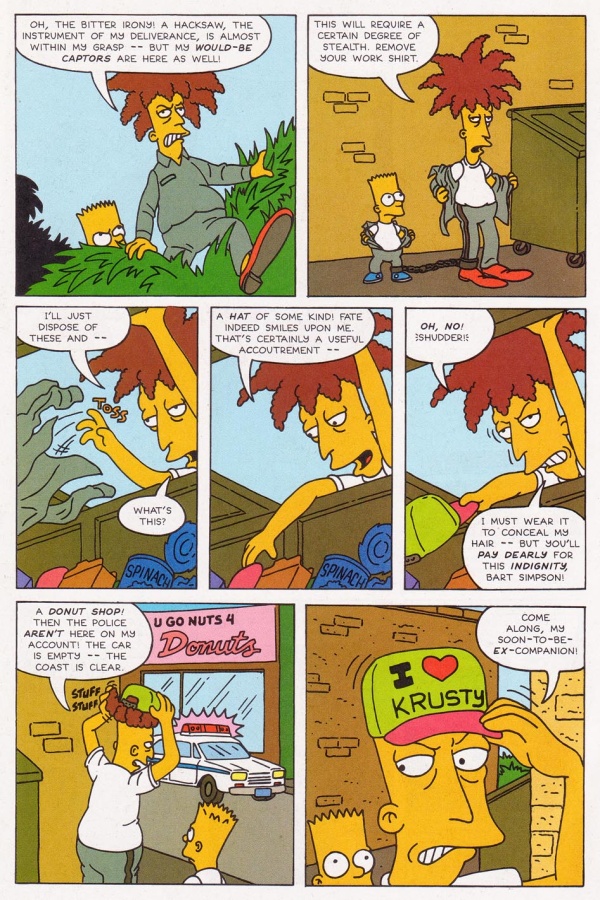 OH, THE BITTER IRONY! A HACKSAW, THE
INSTRUMENT OF MY DELIVERANCE, IS ALMOST
WITHIN MY GRASP -- BUT MY WOULD-BE
CAPTORS ARE HERE AS WELL!
THIS WILL REQUIRE A
CERTAIN DEGREE OF
STEALTH. REMOVE
YOUR WORK SHIRT.
I'LL JUST
DISPOSE OF
THESE AND --
TOSS
WHAT'S
THIS?
SPINACH
A HAT OF SOME KIND! FATE
INDEED SMILES UPON ME.
THAT'S CERTAINLY A USEFUL
ACCOUTREMENT --
SPINACH
OH, NO!
SHUDDER!
I MUST WEAR IT
TO CONCEAL MY
HAIR -- BUT YOU'LL
PAY DEARLY FOR
THIS INDIGNITY,
BART SIMPSON!
A DONUT SHOP!
THEN THE POLICE
AREN'T HERE ON MY
ACCOUNT! THE CAR
IS EMPTY -- THE
COAST IS CLEAR.
U GO NUTS 4
Donuts
STUFF
STUFF
COME
ALONG, MY
SOON-TO-BE-
EX-COMPANION!
I ♥
KRUSTY